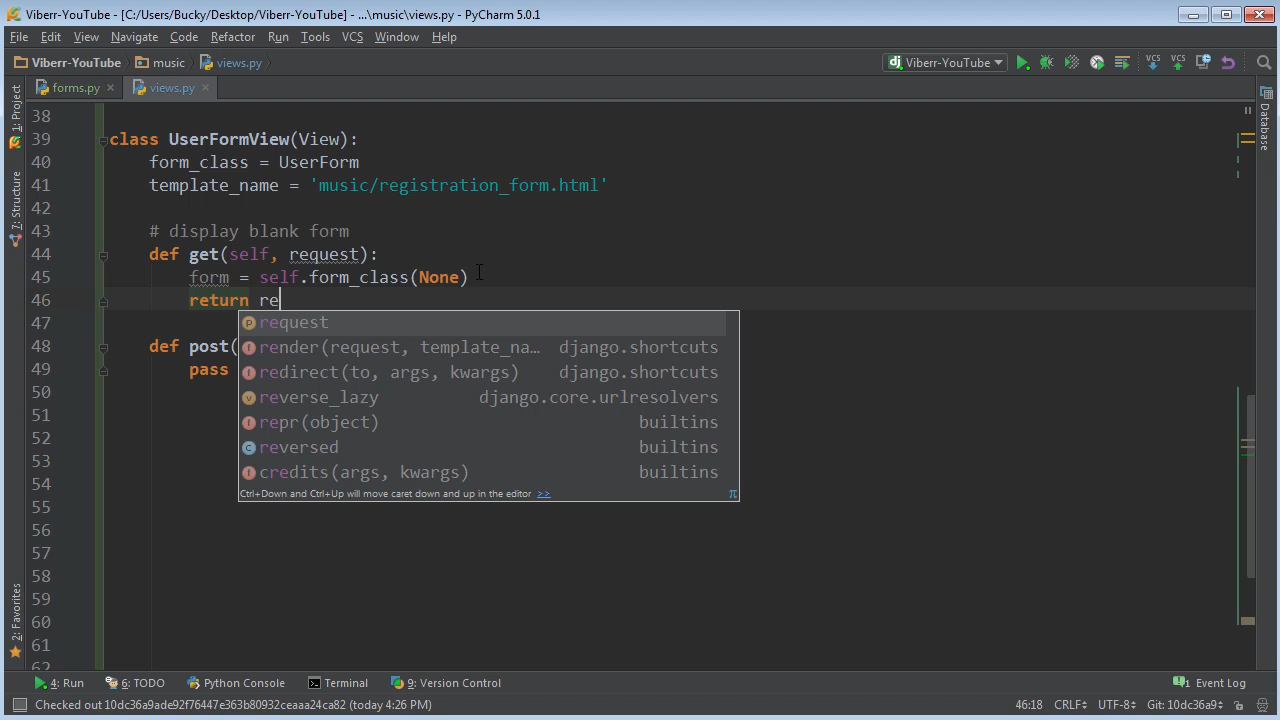 Viberr-YouTube - [C:/Users/Bucky/Desktop/Viberr-YouTube] - ...\music\views.py - PyCharm 5.0.1
File Edit View Navigate Code Refactor Run Tools VCS Window Help
Viberr-YouTube music views.py dj Viberr-YouTube VCS VCS
forms.py views.py
1: Project
7: Structure
2: Favorites
Database
38
39 class UserFormView(View):
40 form_class = UserForm
41 template_name = 'music/registration_form.html'
42
43 # display blank form
44 def get(self, request):
45 form = self.form_class(None)
46 return re
47
48 def post(
49 pass
50
51
52
53
54
55
56
57
58
59
60
61
62
p request
f render(request, template_na... django.shortcuts
f redirect(to, args, kwargs) django.shortcuts
v reverse_lazy django.core.urlresolvers
f repr(object) builtins
c reversed builtins
f credits(args, kwargs) builtins
Ctrl+Down and Ctrl+Up will move caret down and up in the editor >> π
4: Run 6: TODO Python Console Terminal 9: Version Control 1 Event Log
Checked out 10dc36a9ade92f76447e363b80932ceaaa24ca82 (today 4:26 PM) 46:18 CRLF UTF-8 Git: 10dc36a9